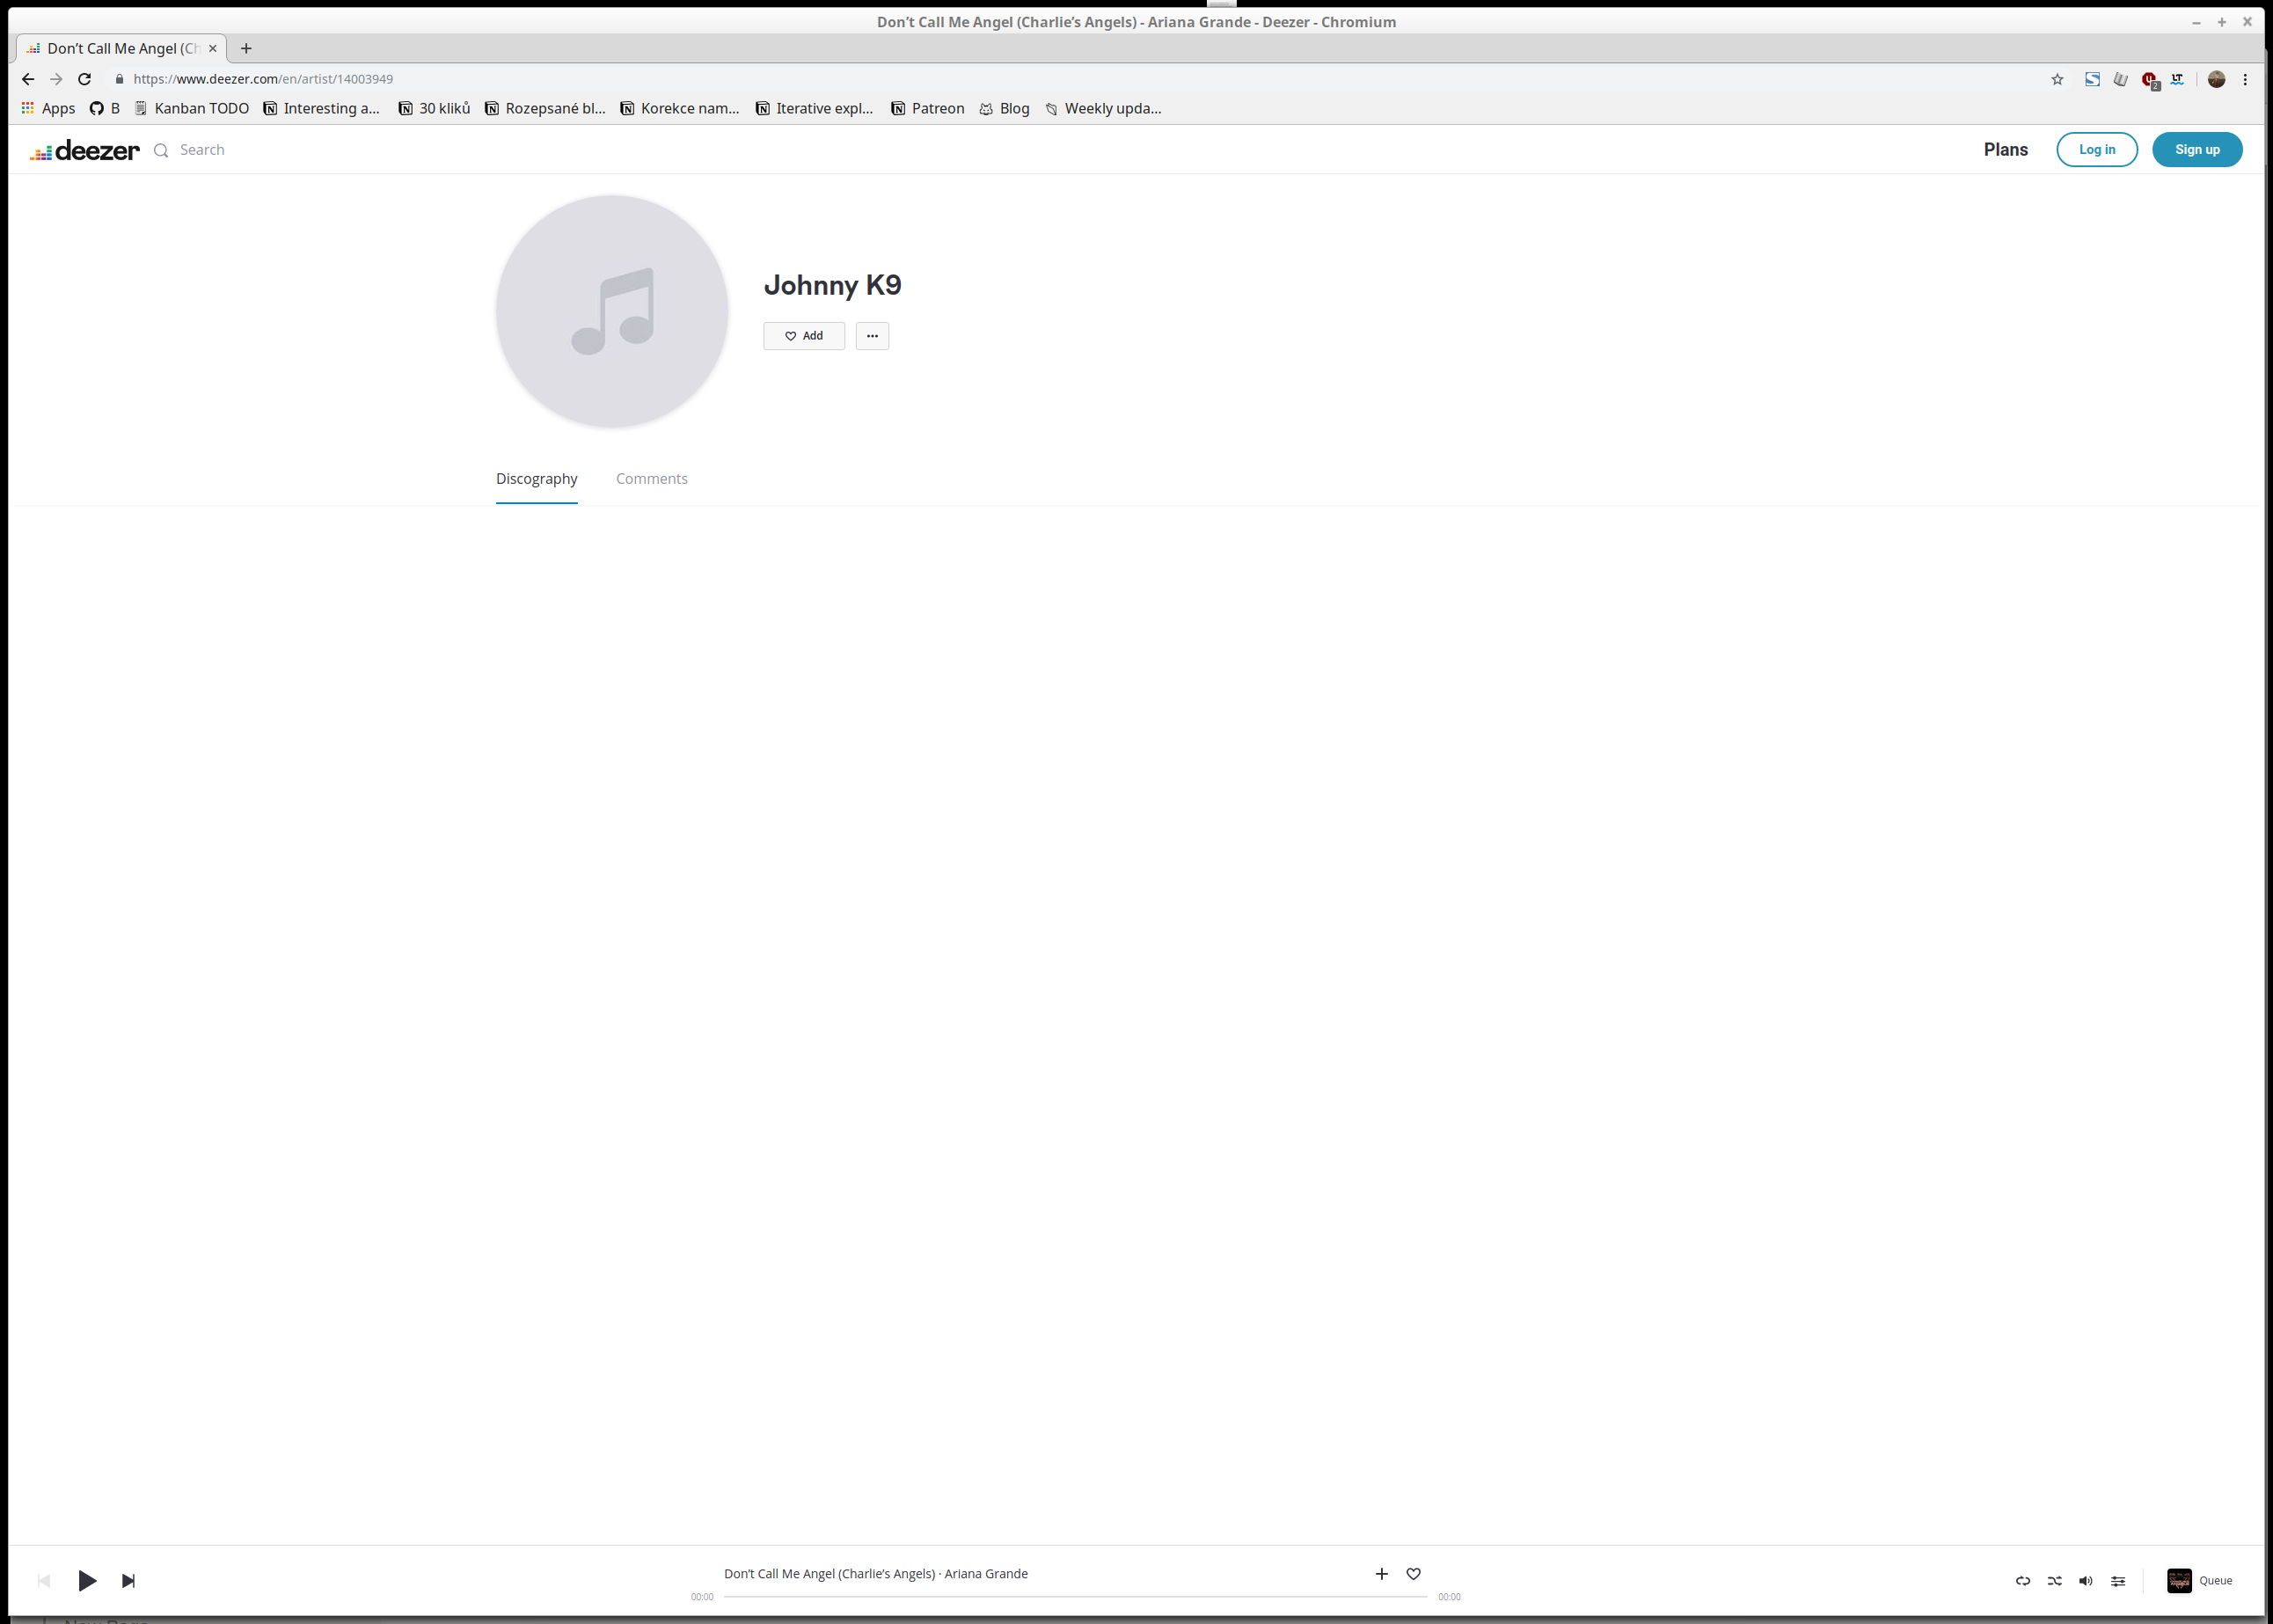 Don’t Call Me Angel (Charlie’s Angels) - Ariana Grande - Deezer - Chromium
Don’t Call Me Angel (Ch
https://www.deezer.com/en/artist/14003949
Apps B Kanban TODO Interesting a... 30 kliků Rozepsané bl... Korekce nam... Iterative expl... Patreon Blog Weekly upda...
deezer Search Plans Log in Sign up
Johnny K9
Add
Discography Comments
Don’t Call Me Angel (Charlie’s Angels) · Ariana Grande
00:00 00:00
Queue